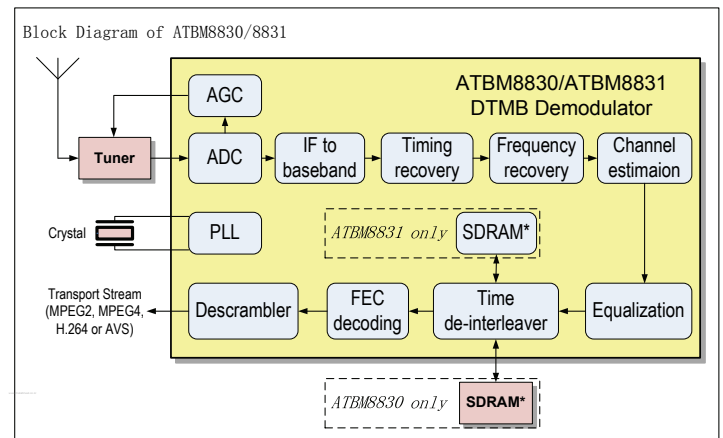 Block Diagram of ATBM8830/8831
ATBM8830/ATBM8831
DTMB Demodulator
AGC
Tuner
ADC
IF to
baseband
Timing
recovery
Frequency
recovery
Channel
estimaion
Crystal
PLL
ATBM8831 only
SDRAM*
Transport Stream
(MPEG2, MPEG4,
H.264 or AVS)
Descrambler
FEC
decoding
Time
de-interleaver
Equalization
ATBM8830 only
SDRAM*